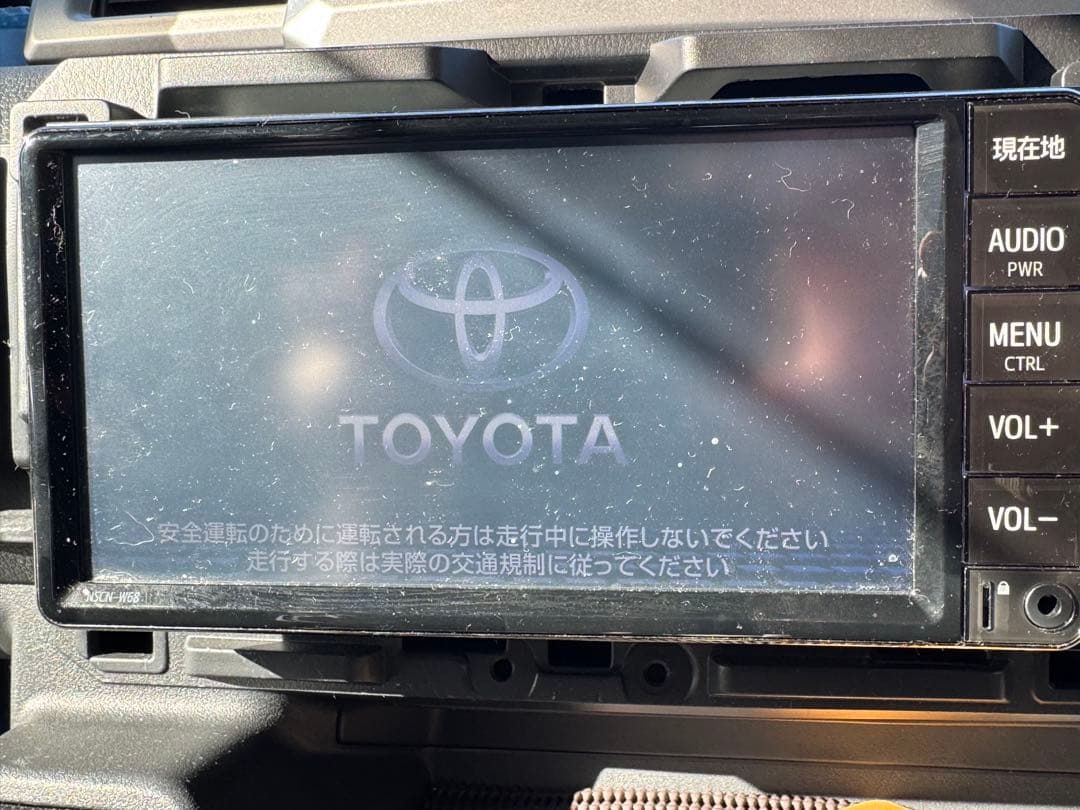 TOYOTA
安全運転のために運転される方は走行中に操作しないでください
走行する際は実際の交通規制に従ってください
NSCN-W68
現在地
AUDIO
PWR
MENU
CTRL
VOL+
VOL-